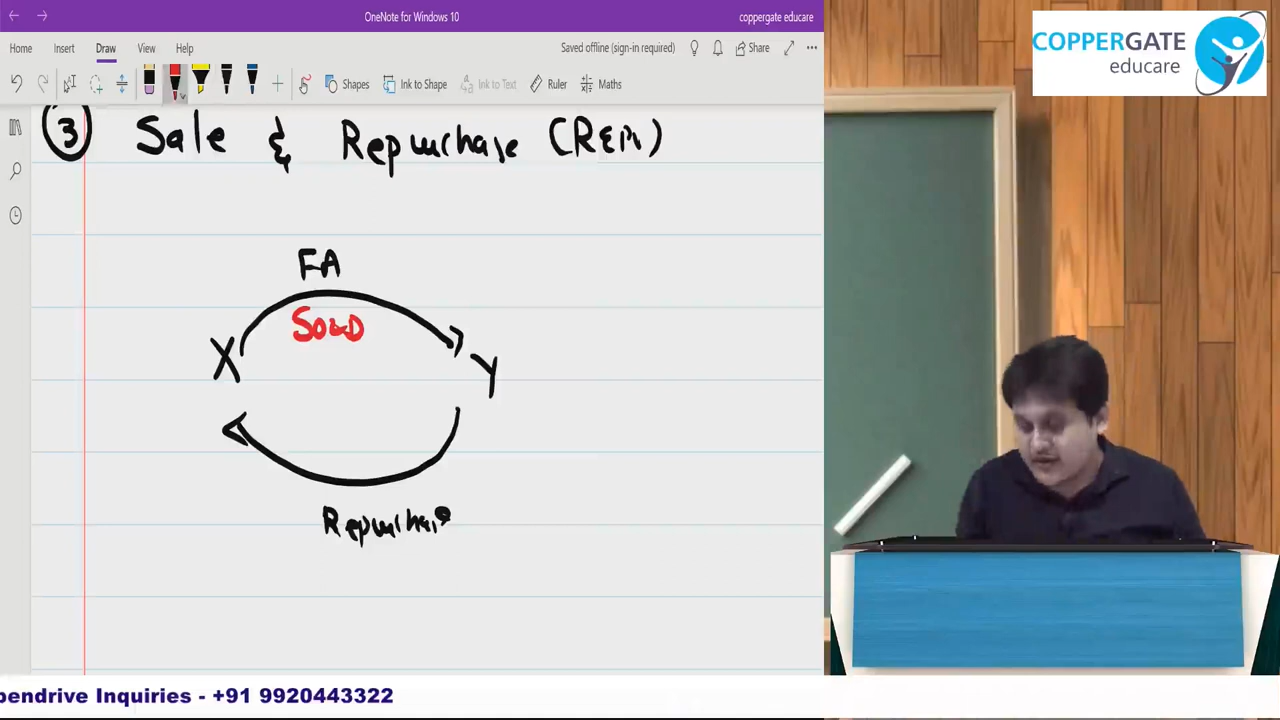 OneNote for Windows 10
coppergate educare
Home Insert Draw View Help
Saved offline (sign-in required)
Share
Shapes
Ink to Shape
Ink to Text
Ruler
Maths
COPPERGATE
educare
3 Sale & Repurchase
FA
SOLD
X
Y
Repurchase
pendrive Inquiries - +91 9920443322